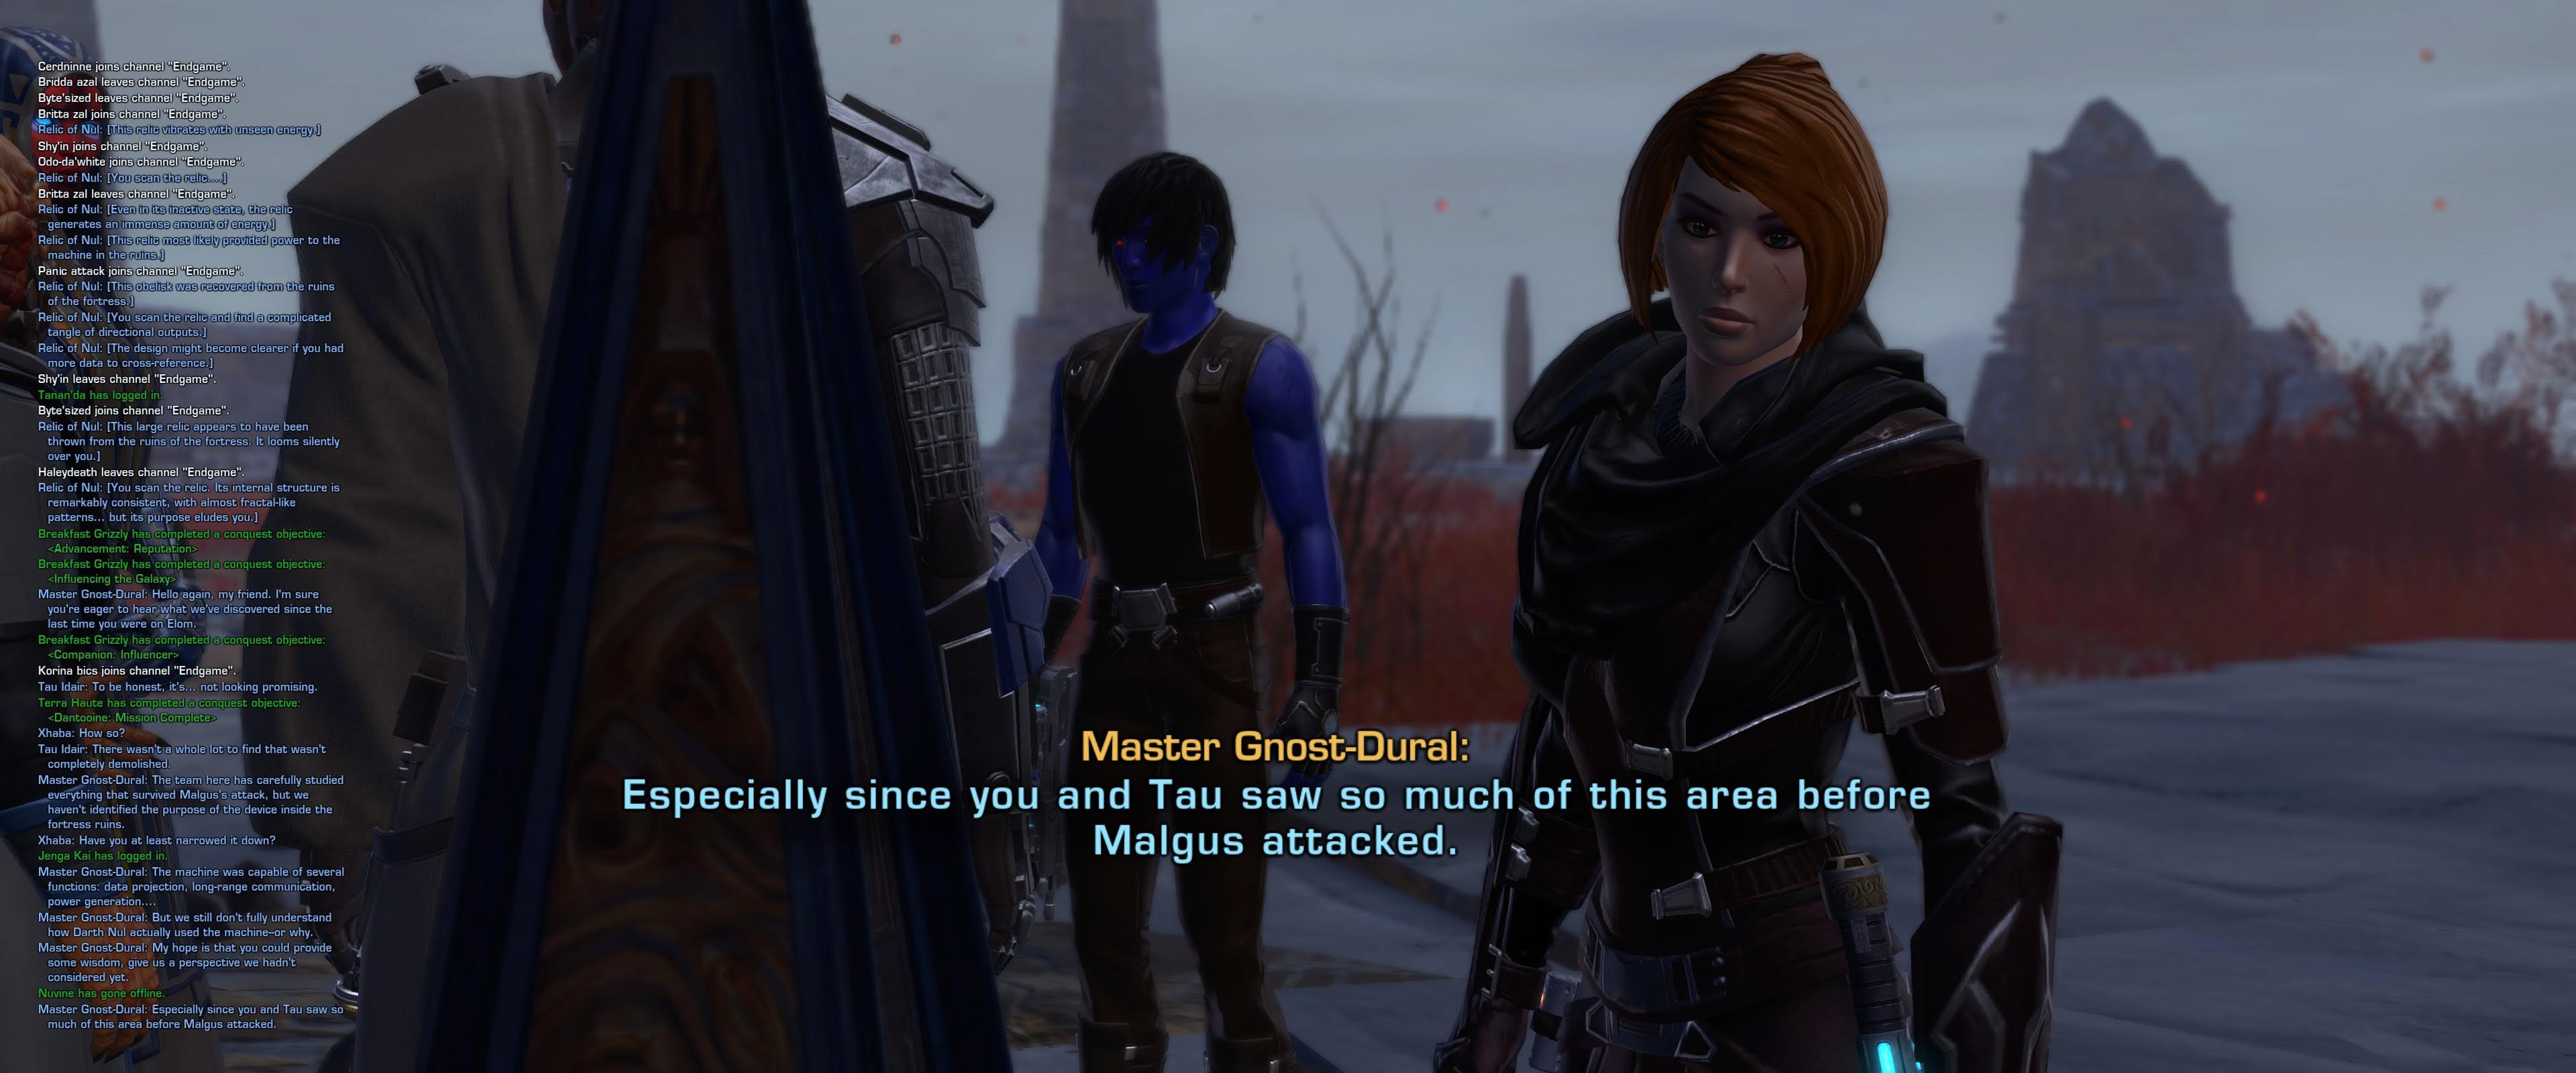 Cerdninne joins channel "Endgame".
Bridda azal leaves channel "Endgame".
Byte'sized leaves channel "Endgame".
Britta zal joins channel "Endgame".
Relic of Nul: [This relic vibrates with unseen energy.]
Shy'in joins channel "Endgame".
Odo-da'white joins channel "Endgame".
Relic of Nul: [You scan the relic....]
Britta zal leaves channel "Endgame".
Relic of Nul: [Even in its inactive state, the relic
generates an immense amount of energy.]
Relic of Nul: [This relic most likely provided power to the
machine in the ruins.]
Panic attack joins channel "Endgame".
Relic of Nul: [This obelisk was recovered from the ruins
of the fortress.]
Relic of Nul: [You scan the relic and find a complicated
tangle of directional outputs.]
Relic of Nul: [The design might become clearer if you had
more data to cross-reference.]
Shy'in leaves channel "Endgame".
Tanan'da has logged in.
Byte'sized joins channel "Endgame".
Relic of Nul: [This large relic appears to have been
thrown from the ruins of the fortress. It looms silently
over you.]
Haleydeath leaves channel "Endgame".
Relic of Nul: [You scan the relic. Its internal structure is
remarkably consistent, with almost fractal-like
patterns... but its purpose eludes you.]
Breakfast Grizzly has completed a conquest objective:
<Advancement: Reputation>
Breakfast Grizzly has completed a conquest objective:
<Influencing the Galaxy>
Master Gnost-Dural: Hello again, my friend. I'm sure
you're eager to hear what we've discovered since the
last time you were on Elom.
Breakfast Grizzly has completed a conquest objective:
<Companion: Influencer>
Korina bics joins channel "Endgame".
Tau Idair: To be honest, it's... not looking promising.
Terra Haute has completed a conquest objective:
<Dantooine: Mission Complete>
Xhaba: How so?
Tau Idair: There wasn't a whole lot to find that wasn't
completely demolished.
Master Gnost-Dural: The team here has carefully studied
everything that survived Malgus's attack, but we
haven't identified the purpose of the device inside the
fortress ruins.
Xhaba: Have you at least narrowed it down?
Jenga Kai has logged in.
Master Gnost-Dural: The machine was capable of several
functions: data projection, long-range communication,
power generation....
Master Gnost-Dural: But we still don't fully understand
how Darth Nul actually used the machine—or why.
Master Gnost-Dural: My hope is that you could provide
some wisdom, give us a perspective we hadn't
considered yet.
Nuvine has gone offline.
Master Gnost-Dural: Especially since you and Tau saw so
much of this area before Malgus attacked.
Master Gnost-Dural:
Especially since you and Tau saw so much of this area before
Malgus attacked.